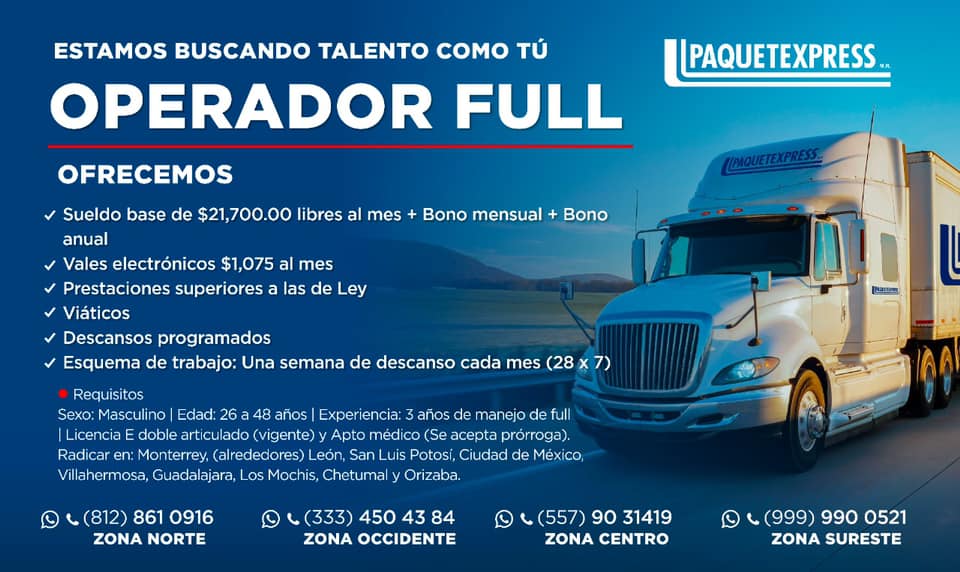 ESTAMOS BUSCANDO TALENTO COMO TÚ
PAQUETEXPRESS
OPERADOR FULL
OFRECEMOS
✓ Sueldo base de $21,700.00 libres al mes + Bono mensual + Bono
anual
✓ Vales electrónicos $1,075 al mes
✓ Prestaciones superiores a las de Ley
✓ Viáticos
✓ Descansos programados
✓ Esquema de trabajo: Una semana de descanso cada mes (28 x 7)
• Requisitos
Sexo: Masculino | Edad: 26 a 48 años | Experiencia: 3 años de manejo de full
| Licencia E doble articulado (vigente) y Apto médico (Se acepta prórroga).
Radicar en: Monterrey, (alrededores) León, San Luis Potosí, Ciudad de México,
Villahermosa, Guadalajara, Los Mochis, Chetumal y Orizaba.
PAQUETEXPRESS
PAQUETEXPRESS
(812) 861 0916
ZONA NORTE
(333) 450 43 84
ZONA OCCIDENTE
(557) 90 31419
ZONA CENTRO
(999) 990 0521
ZONA SURESTE